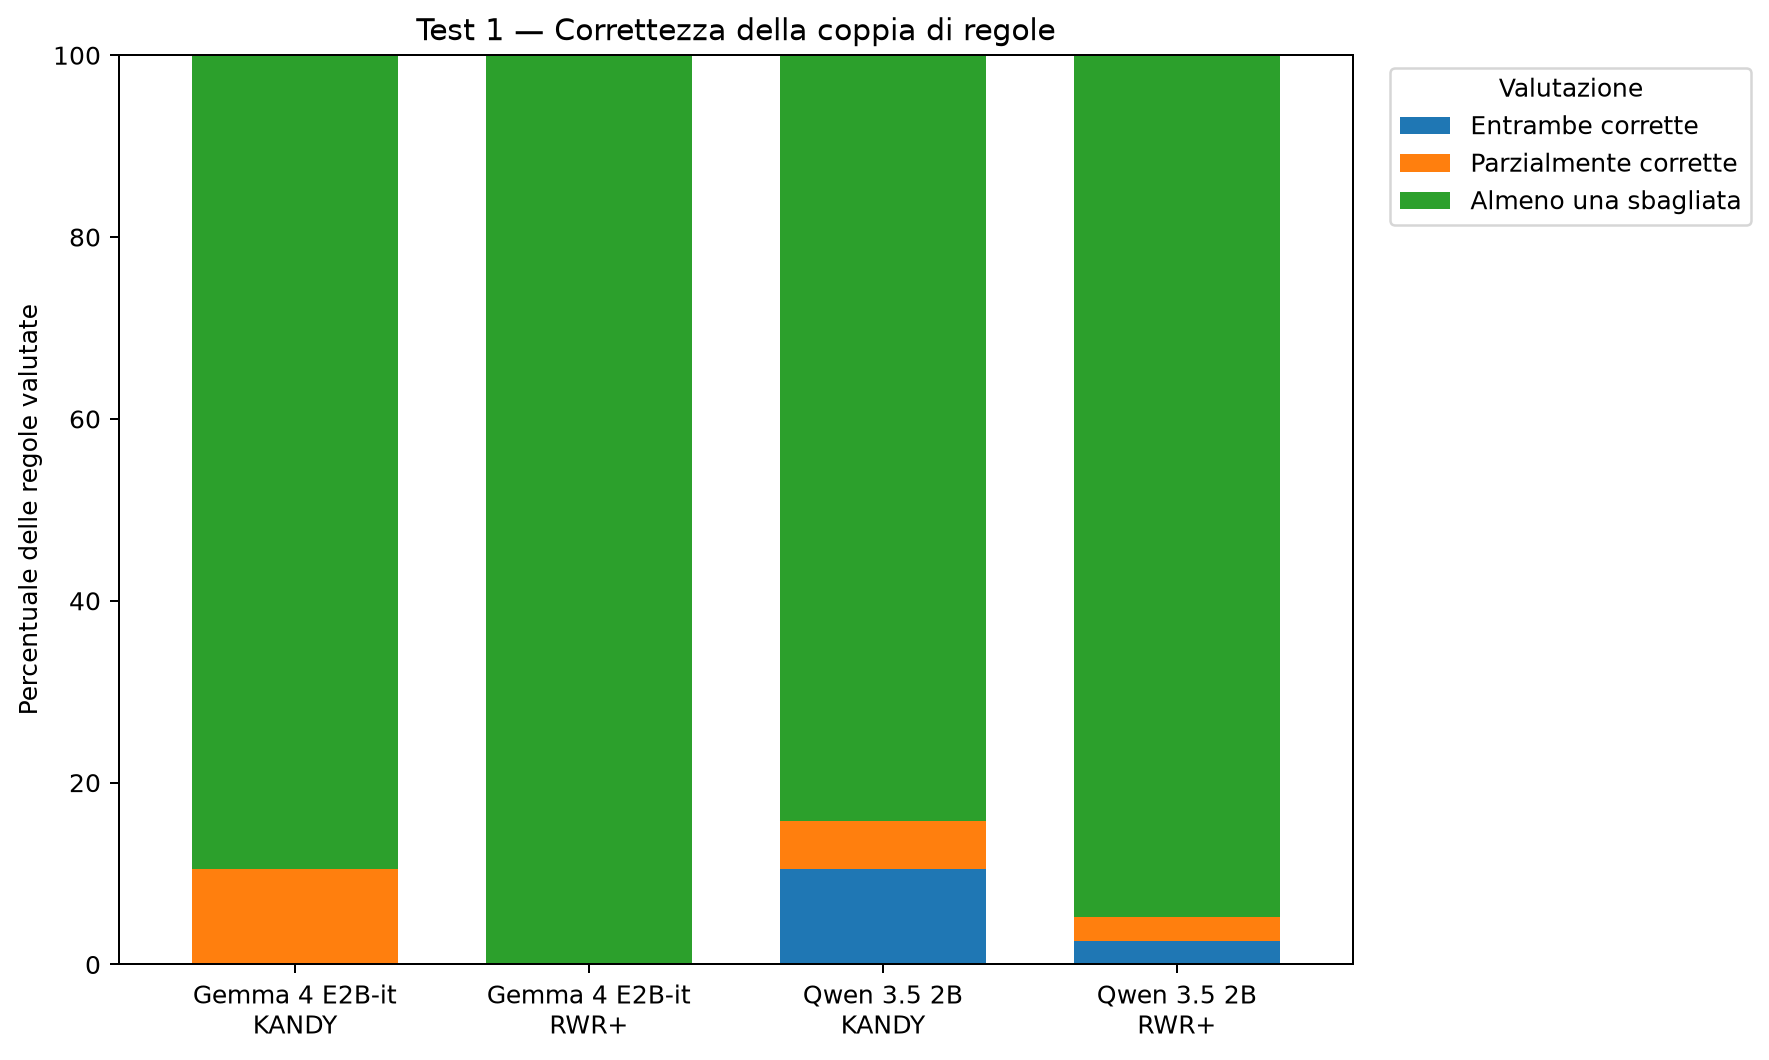 Test 1 — Correttezza della coppia di regole
Valutazione
Entrambe corrette
Parzialmente corrette
Almeno una sbagliata
Percentuale delle regole valutate
100
80
60
40
20
0
Gemma 4 E2B-it
KANDY
Gemma 4 E2B-it
RWR+
Qwen 3.5 2B
KANDY
Qwen 3.5 2B
RWR+